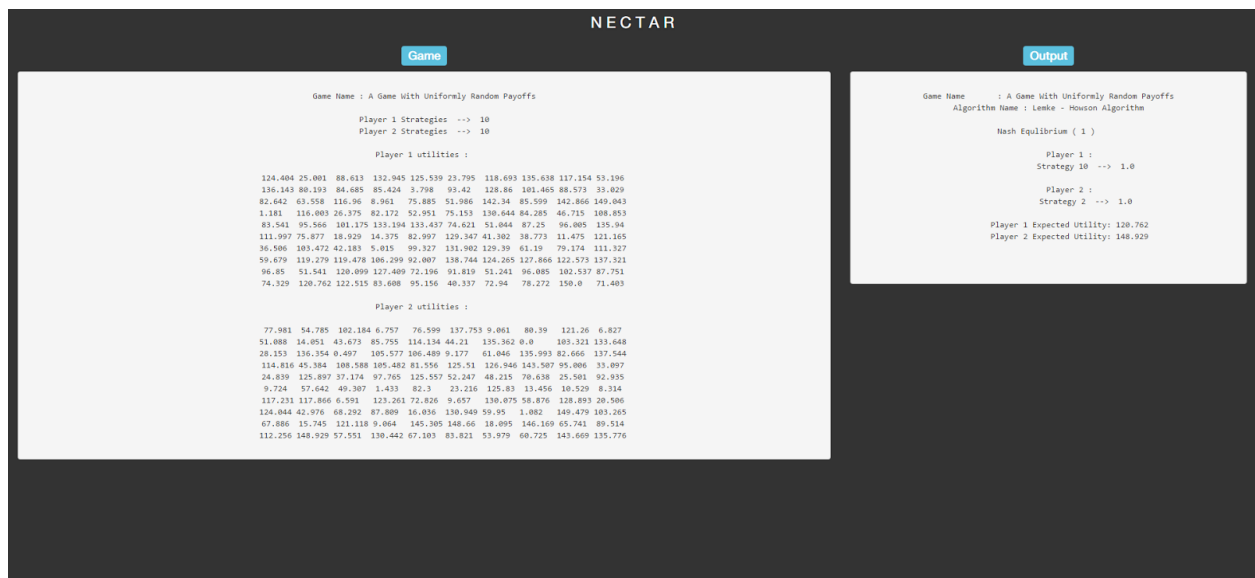 NECTAR
Game
Game Name : A Game With Uniformly Random Payoffs
Player 1 Strategies --> 10
Player 2 Strategies --> 10
Player 1 utilities :
124.404 25.001 88.613 132.945 125.539 23.795 118.693 135.638 117.154 53.196
136.143 80.193 84.685 85.424 3.798 93.42 128.86 101.465 88.573 33.029
82.642 63.558 116.96 8.961 75.885 51.986 142.34 85.599 142.866 149.043
1.181 116.003 26.375 82.172 52.951 75.153 130.644 84.285 46.715 108.853
83.541 95.566 101.175 133.194 133.437 74.621 51.044 87.25 96.005 135.94
111.997 75.877 18.929 14.375 82.997 129.347 41.302 38.773 11.475 121.165
36.506 103.472 42.183 5.015 99.327 131.902 129.39 61.19 79.174 111.327
59.679 119.279 119.478 106.299 92.007 138.744 124.265 127.866 122.573 137.321
96.85 51.541 120.099 127.409 72.196 91.819 51.241 96.085 102.537 87.751
74.329 120.762 122.515 83.608 95.156 40.337 72.94 78.272 150.0 71.403
Player 2 utilities :
77.981 54.785 102.184 6.757 76.599 137.753 9.061 80.39 121.26 6.827
51.088 14.051 43.673 85.755 114.134 44.21 135.362 0.0 103.321 133.648
28.153 136.354 0.497 105.577 106.489 9.177 61.046 135.993 82.666 137.544
114.816 45.384 108.588 105.482 81.556 125.51 126.946 143.507 95.006 33.097
24.839 125.897 37.174 97.765 125.557 52.247 48.215 70.638 25.501 92.935
9.724 57.642 49.307 1.433 82.3 23.216 125.83 13.456 10.529 8.314
117.231 117.866 6.591 123.261 72.826 9.657 130.075 58.876 128.893 20.506
124.044 42.976 68.292 87.809 16.036 130.949 59.95 1.082 149.479 103.265
67.886 15.745 121.118 9.064 145.305 148.66 18.095 146.169 65.741 89.514
112.256 148.929 57.551 130.442 67.103 83.821 53.979 60.725 143.669 135.776
Output
Game Name : A Game With Uniformly Random Payoffs
Algorithm Name : Lemke - Howson Algorithm
Nash Equlibrium ( 1 )
Player 1 :
Strategy 10 --> 1.0
Player 2 :
Strategy 2 --> 1.0
Player 1 Expected Utility: 120.762
Player 2 Expected Utility: 148.929